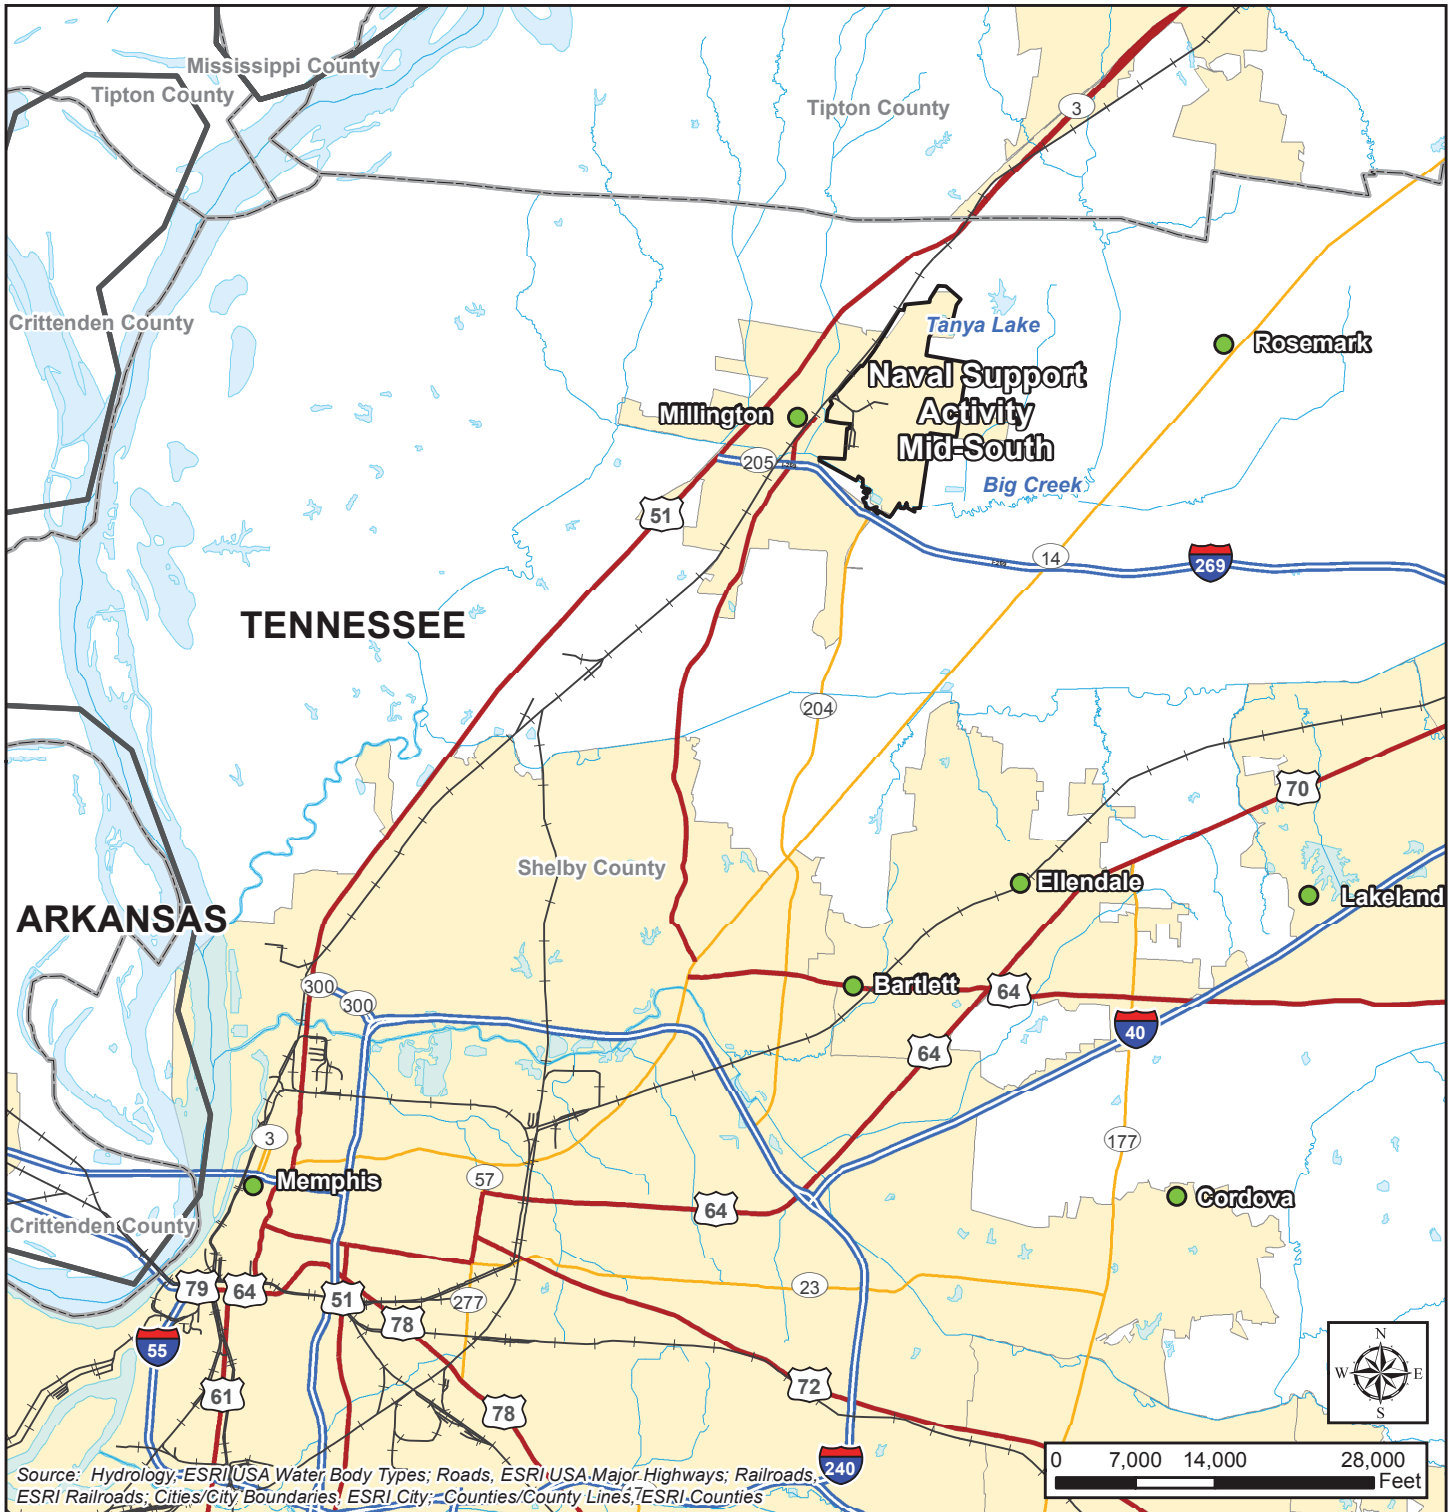 Mississippi County
Tipton County
Tipton County
3
Crittenden County
Tanya Lake
Rosemark
Naval Support
Activity
Mid-South
Millington
205
Big Creek
51
14
269
TENNESSEE
204
70
Shelby County
Ellendale
Lakeland
ARKANSAS
Bartlett
300
300
64
40
64
3
177
57
Memphis
Cordova
64
Crittenden County
79
64
51
277
23
78
55
72
61
78
N
W
E
S
240
0
7,000
14,000
28,000
Feet
Source: Hydrology, ESRI USA Water Body Types; Roads, ESRI USA Major Highways; Railroads,
ESRI Railroads; Cities/City Boundaries, ESRI City; Counties/County Lines, ESRI Counties